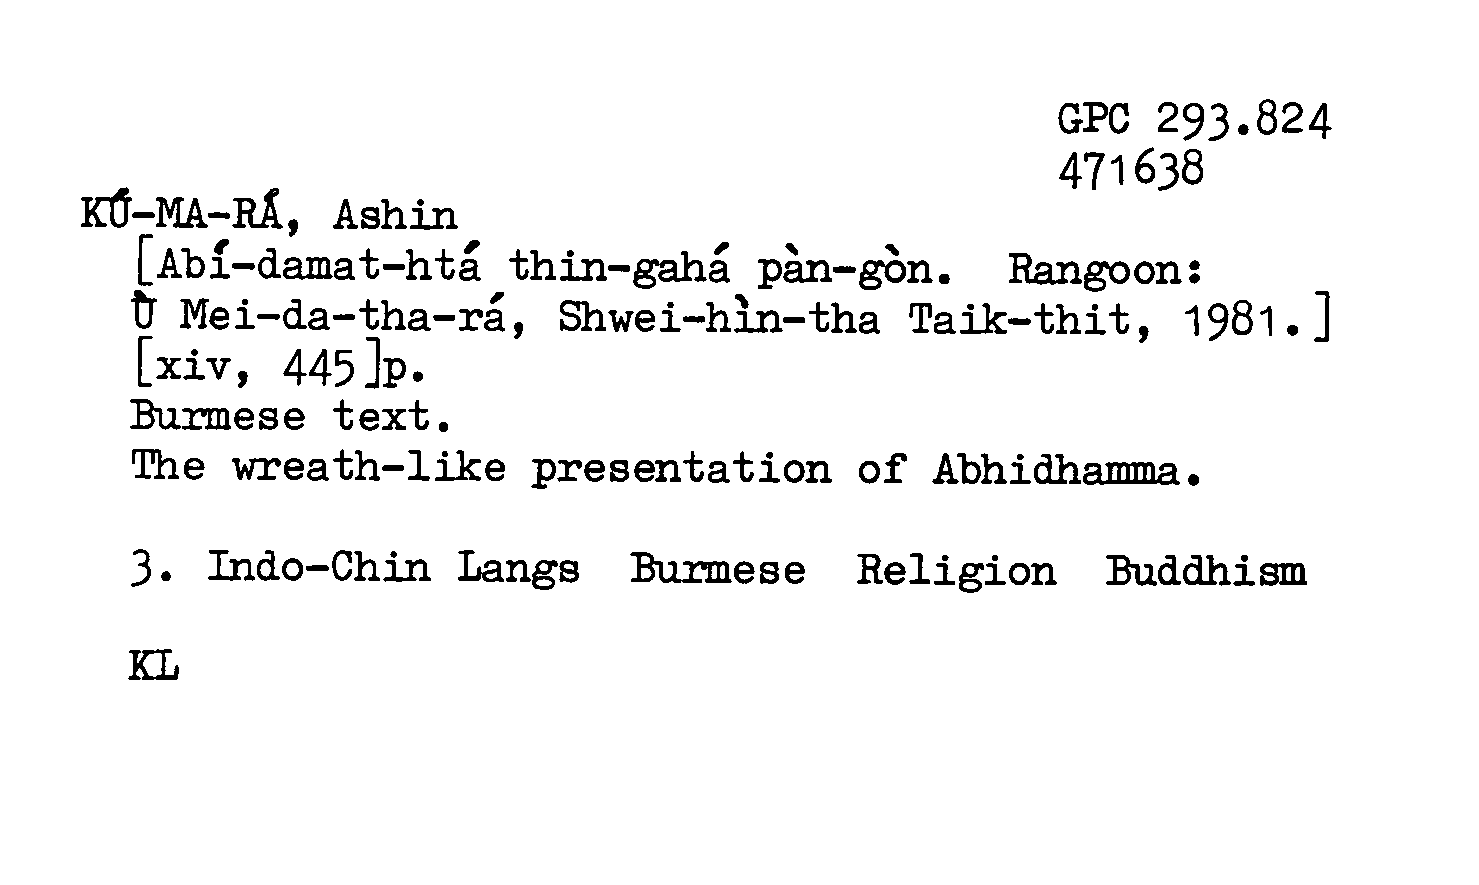 GPC 293.824
471638
KÚ-MA-RÁ, Ashin
[Abí-damat-htá thin-gahá pàn-gòn. Rangoon:
Ù Mei-da-tha-rá, Shwei-hìn-tha Taik-thit, 1981.]
[xiv, 445]p.
Burmese text.
The wreath-like presentation of Abhidhamma.
3. Indo-Chin Langs Burmese Religion Buddhism
KL